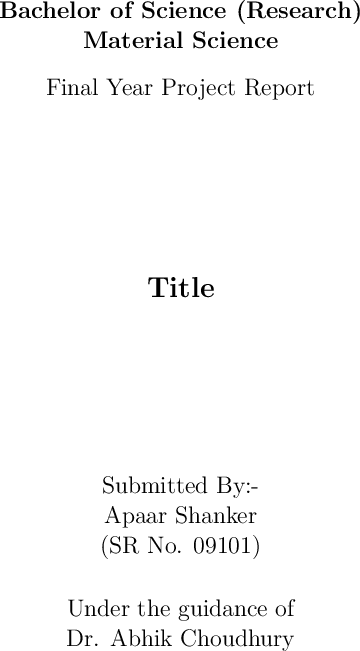 Bachelor of Science (Research)
Material Science
Final Year Project Report
Title
Submitted By:-
Apaar Shanker
(SR No. 09101)
Under the guidance of
Dr. Abhik Choudhury